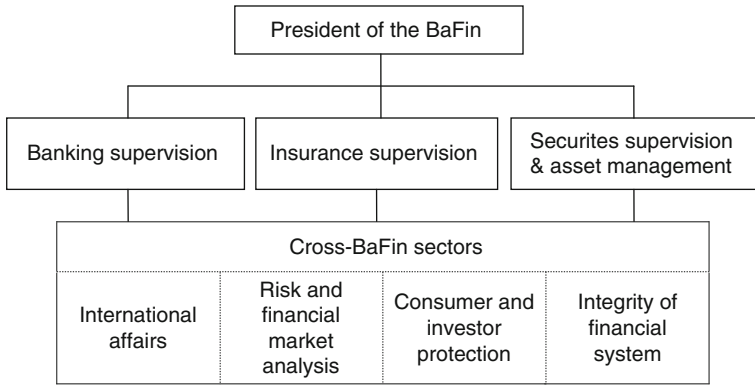 President of the BaFin
Banking supervision
Insurance supervision
Securites supervision
& asset management
Cross-BaFin sectors
International
affairs
Risk and
financial
market
analysis
Consumer and
investor
protection
Integrity of
financial
system